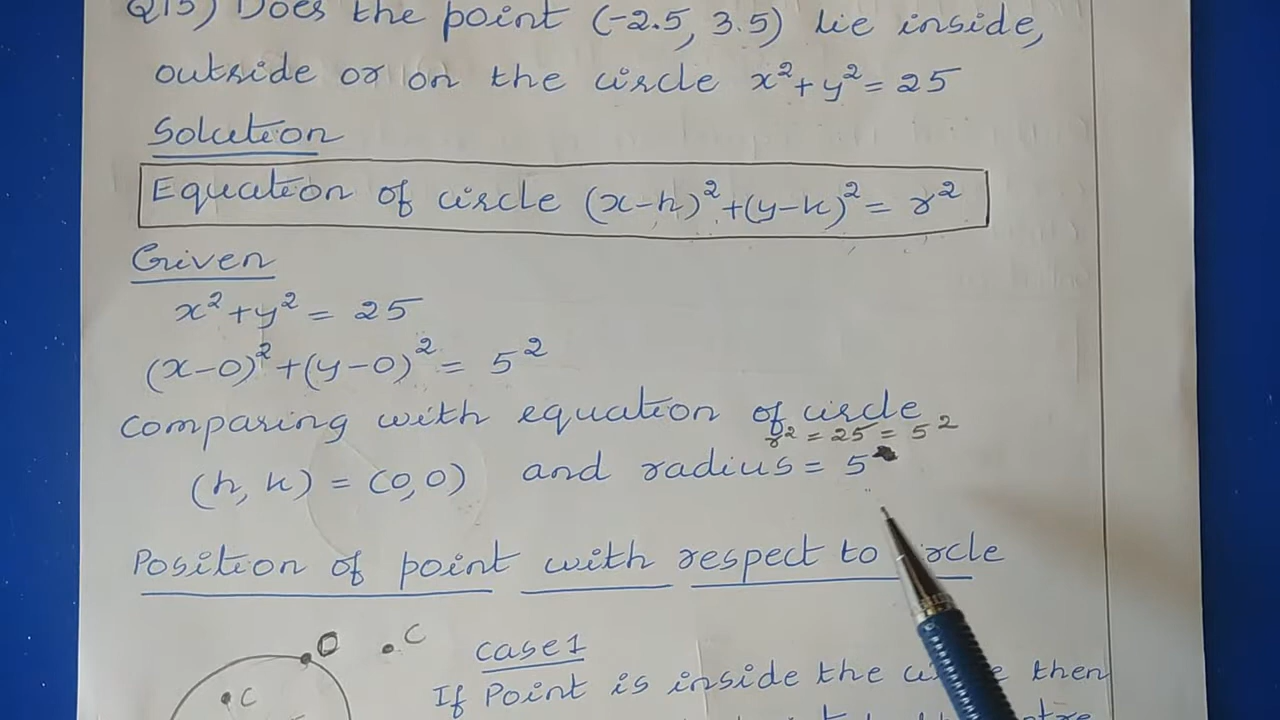 Q15) Does the point (-2.5, 3.5) lie inside,
outside or on the circle x²+y²= 25
Solution
Equation of circle (x-h)²+(y-k)²= r²
Given
x²+y² = 25
(x-0)²+(y-0)² = 5²
comparing with equation of circle
r² = 25 = 5²
(h, k) = (0,0) and radius = 5
Position of point with respect to circle
O
C
case1
C
If Point is inside the then